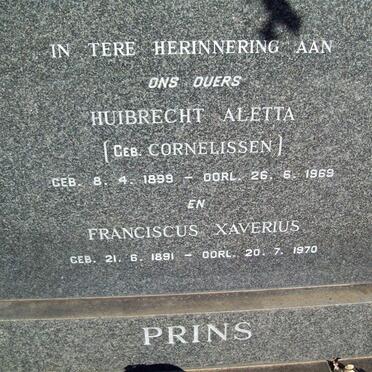 IN TERE HERINNERING AAN
ONS OUERS
HUIBRECHT ALETTA
(GEB. CORNELISSEN)
GEB. 8. 4. 1899 – OORL. 26. 6. 1969
EN
FRANCISCUS XAVERIUS
GEB. 21. 6. 1891 – OORL. 20. 7. 1970
PRINS